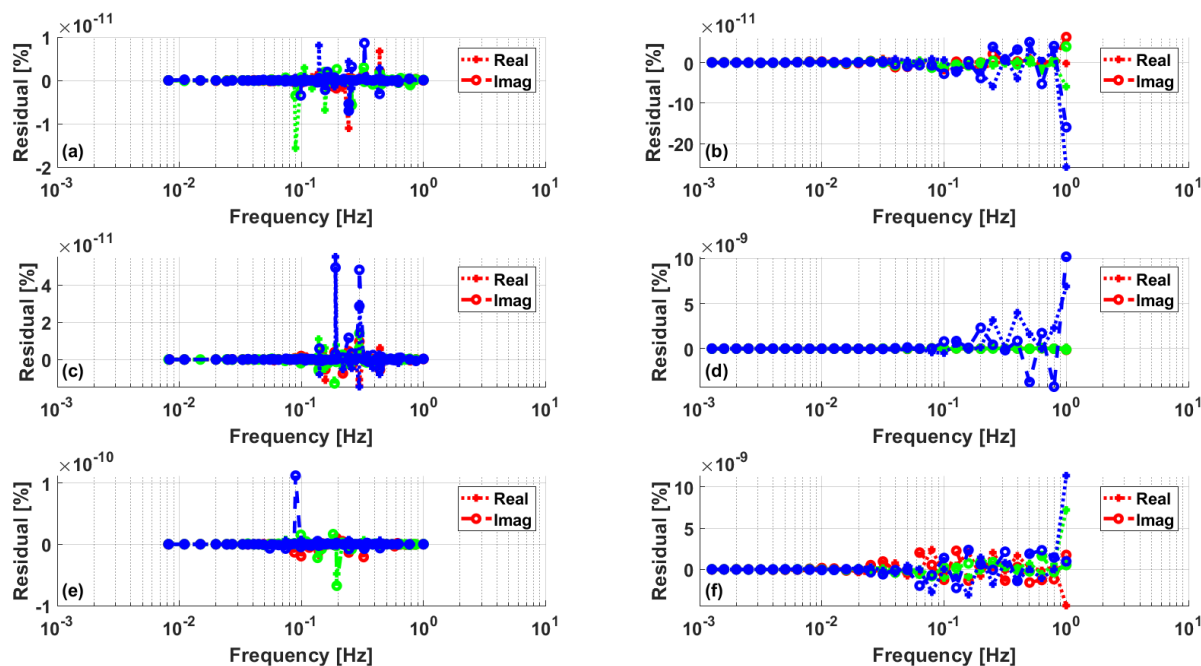 ×10⁻¹¹
1
0
-1
-2
Residual [%]
(a)
Real
Imag
10⁻³ 10⁻² 10⁻¹ 10⁰ 10¹
Frequency [Hz]
×10⁻¹¹
0
-10
-20
Residual [%]
(b)
Real
Imag
10⁻³ 10⁻² 10⁻¹ 10⁰ 10¹
Frequency [Hz]
×10⁻¹¹
4
2
0
Residual [%]
(c)
Real
Imag
10⁻³ 10⁻² 10⁻¹ 10⁰ 10¹
Frequency [Hz]
×10⁻⁹
10
5
0
Residual [%]
(d)
Real
Imag
10⁻³ 10⁻² 10⁻¹ 10⁰ 10¹
Frequency [Hz]
×10⁻¹⁰
1
0
-1
Residual [%]
(e)
Real
Imag
10⁻³ 10⁻² 10⁻¹ 10⁰ 10¹
Frequency [Hz]
×10⁻⁹
10
5
0
Residual [%]
(f)
Real
Imag
10⁻³ 10⁻² 10⁻¹ 10⁰ 10¹
Frequency [Hz]